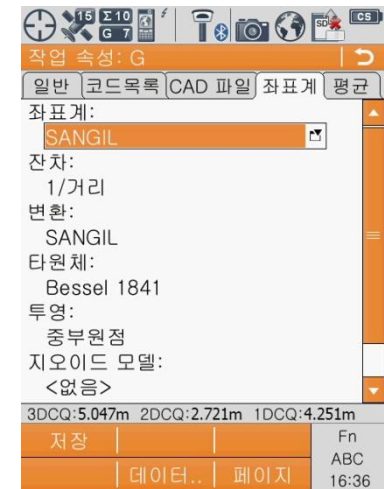 15 Σ10 CS
G 7 SD
작업 속성: G
일반 코드목록 CAD 파일 좌표계 평균
좌표계:
SANGIL
잔차:
1/거리
변환:
SANGIL
타원체:
Bessel 1841
투영:
중부원점
지오이드 모델:
<없음>
3DCQ:5.047m 2DCQ:2.721m 1DCQ:4.251m
저장 Fn
ABC
데이터.. 페이지 16:36